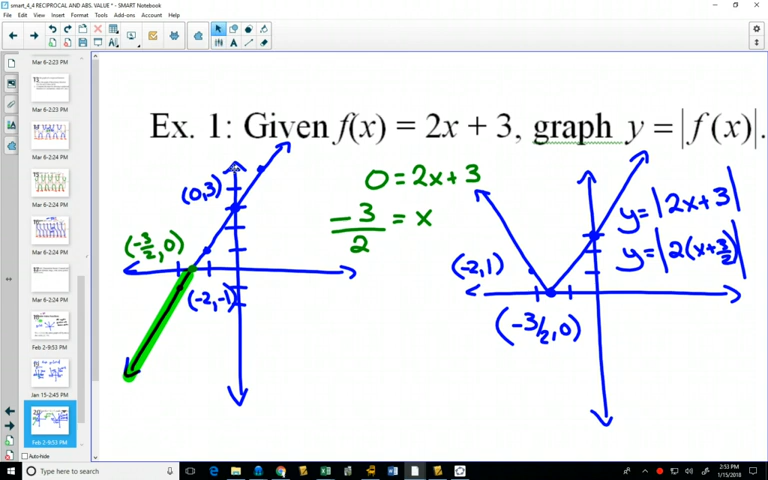 smart_4_4 RECIPROCAL AND ABS. VALUE * - SMART Notebook
File Edit View Insert Format Tools Add-ons Account Help
Mar 6-2:23 PM
Mar 6-2:23 PM
Mar 6-2:24 PM
Mar 6-2:24 PM
Mar 6-2:24 PM
Mar 6-2:24 PM
Feb 2-9:53 PM
Jan 15-2:45 PM
Feb 2-9:53 PM
Auto-hide
Ex. 1: Given f(x) = 2x + 3, graph y = |f(x)|.
(0,3)
0 = 2x + 3
-3/2 = x
(-3/2, 0)
(-2,-1)
y = |2x + 3|
y = |2(x + 3/2)|
(-2,1)
(-3/2, 0)
Type here to search
2:53 PM
1/15/2018